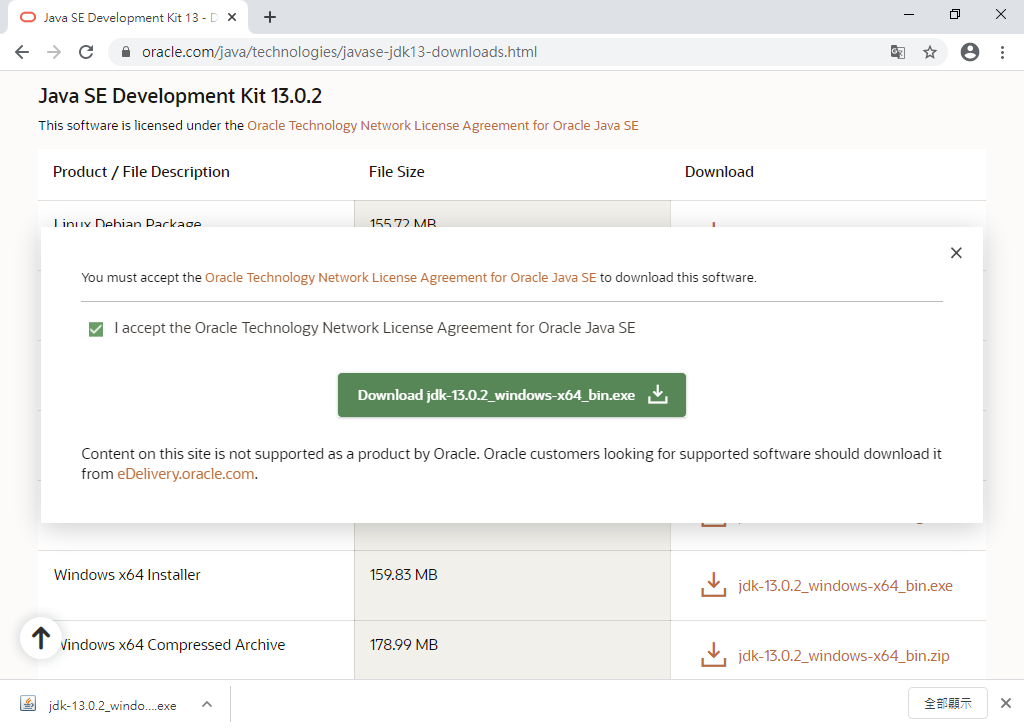 Java SE Development Kit 13 - D
oracle.com/java/technologies/javase-jdk13-downloads.html
Java SE Development Kit 13.0.2
This software is licensed under the Oracle Technology Network License Agreement for Oracle Java SE
Product / File Description File Size Download
Linux Debian Package 155.72 MB
You must accept the Oracle Technology Network License Agreement for Oracle Java SE to download this software.
I accept the Oracle Technology Network License Agreement for Oracle Java SE
Download jdk-13.0.2_windows-x64_bin.exe
Content on this site is not supported as a product by Oracle. Oracle customers looking for supported software should download it
from eDelivery.oracle.com.
Windows x64 Installer 159.83 MB jdk-13.0.2_windows-x64_bin.exe
Windows x64 Compressed Archive 178.99 MB jdk-13.0.2_windows-x64_bin.zip
jdk-13.0.2_windo....exe 全部顯示